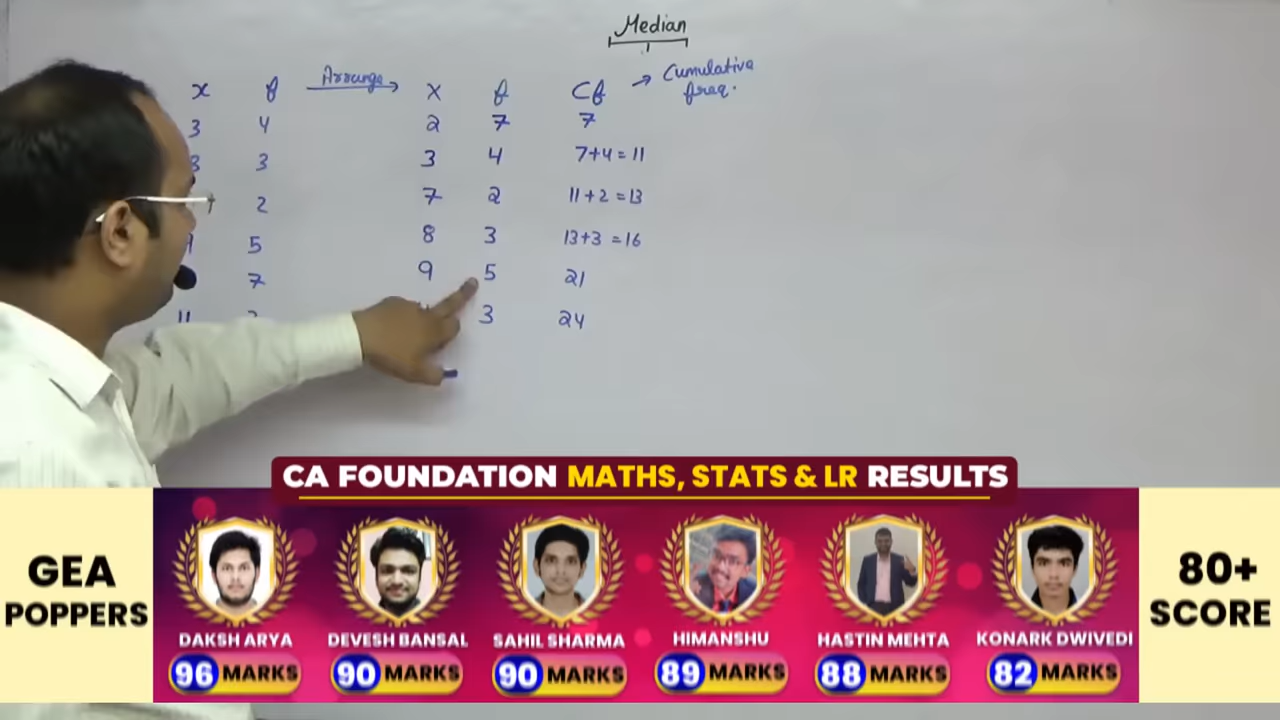 Median
x f Arrange x f Cf → Cumulative freq.
3 4 2 7 7
3 3 3 4 7+4=11
2 7 2 11+2=13
5 8 3 13+3=16
7 9 5 21
11 3 24
CA FOUNDATION MATHS, STATS & LR RESULTS
GEA
POPPERS
DAKSH ARYA
96 MARKS
DEVESH BANSAL
90 MARKS
SAHIL SHARMA
90 MARKS
HIMANSHU
89 MARKS
HASTIN MEHTA
88 MARKS
KONARK DWIVEDI
82 MARKS
80+
SCORE